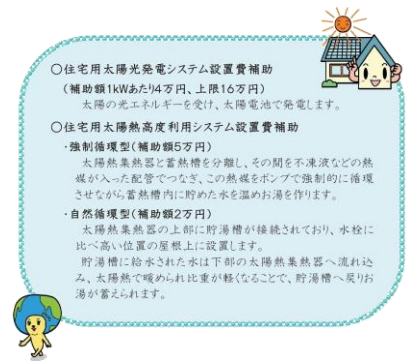 ○住宅用太陽光発電システム設置費補助
(補助額1kWあたり4万円、上限16万円)
太陽の光エネルギーを受け、太陽電池で発電します。
○住宅用太陽熱高度利用システム設置費補助
・強制循環型(補助額5万円)
太陽集熱器と蓄熱槽を分離し、その間を不凍液などの熱
媒が入った配管でつなぎ、この熱媒をポンプで強制的に循環
させながら蓄熱槽内に貯めた水を温めお湯を作ります。
・自然循環型(補助額2万円)
太陽集熱器の上部に貯湯槽が接続されており、水栓に
比べ高い位置の屋根上に設置します。
貯湯槽に給水された水は下部の太陽集熱器へ流れ込
み、太陽熱で暖められ比重が軽くなることで、貯湯槽へ戻りお
湯が蓄えられます。